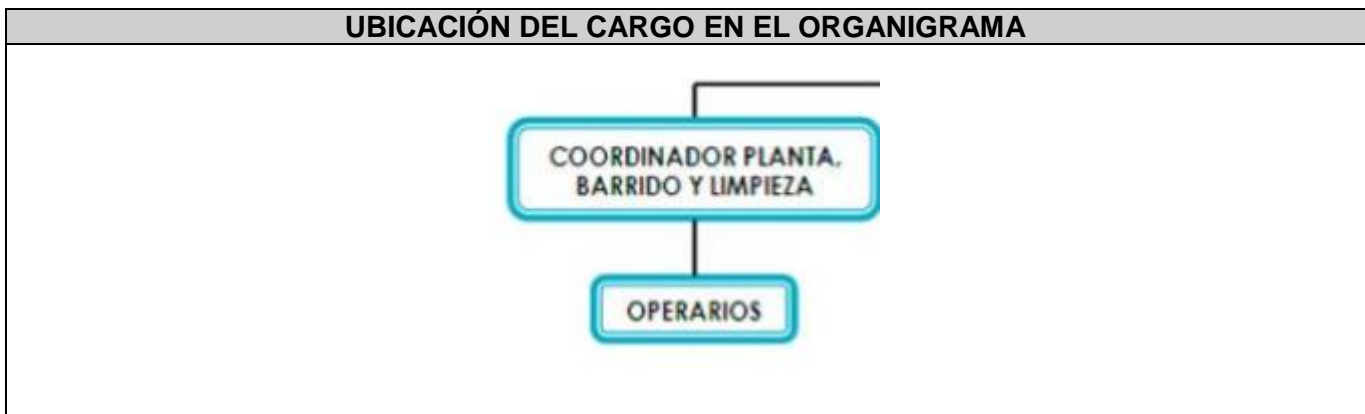 UBICACIÓN DEL CARGO EN EL ORGANIGRAMA
COORDINADOR PLANTA,
BARRIDO Y LIMPIEZA
OPERARIOS